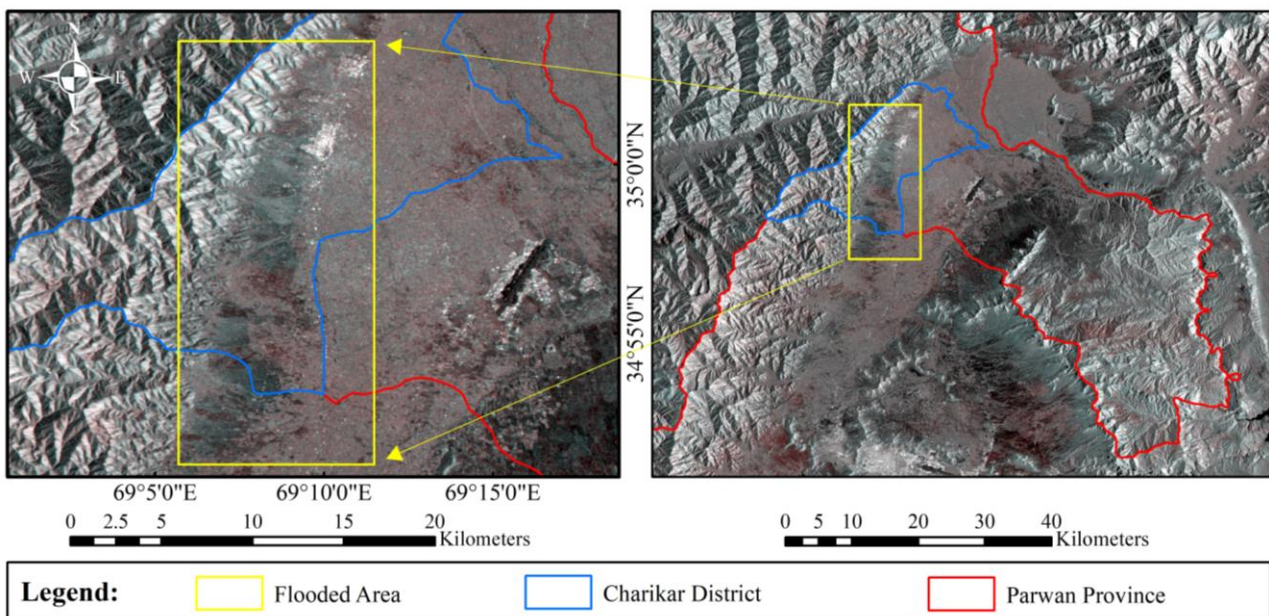 N
W E
S
35°0'0"N
34°55'0"N
69°5'0"E 69°10'0"E 69°15'0"E
0 2.5 5 10 15 20
Kilometers
0 5 10 20 30 40
Kilometers
Legend: Flooded Area Charikar District Parwan Province